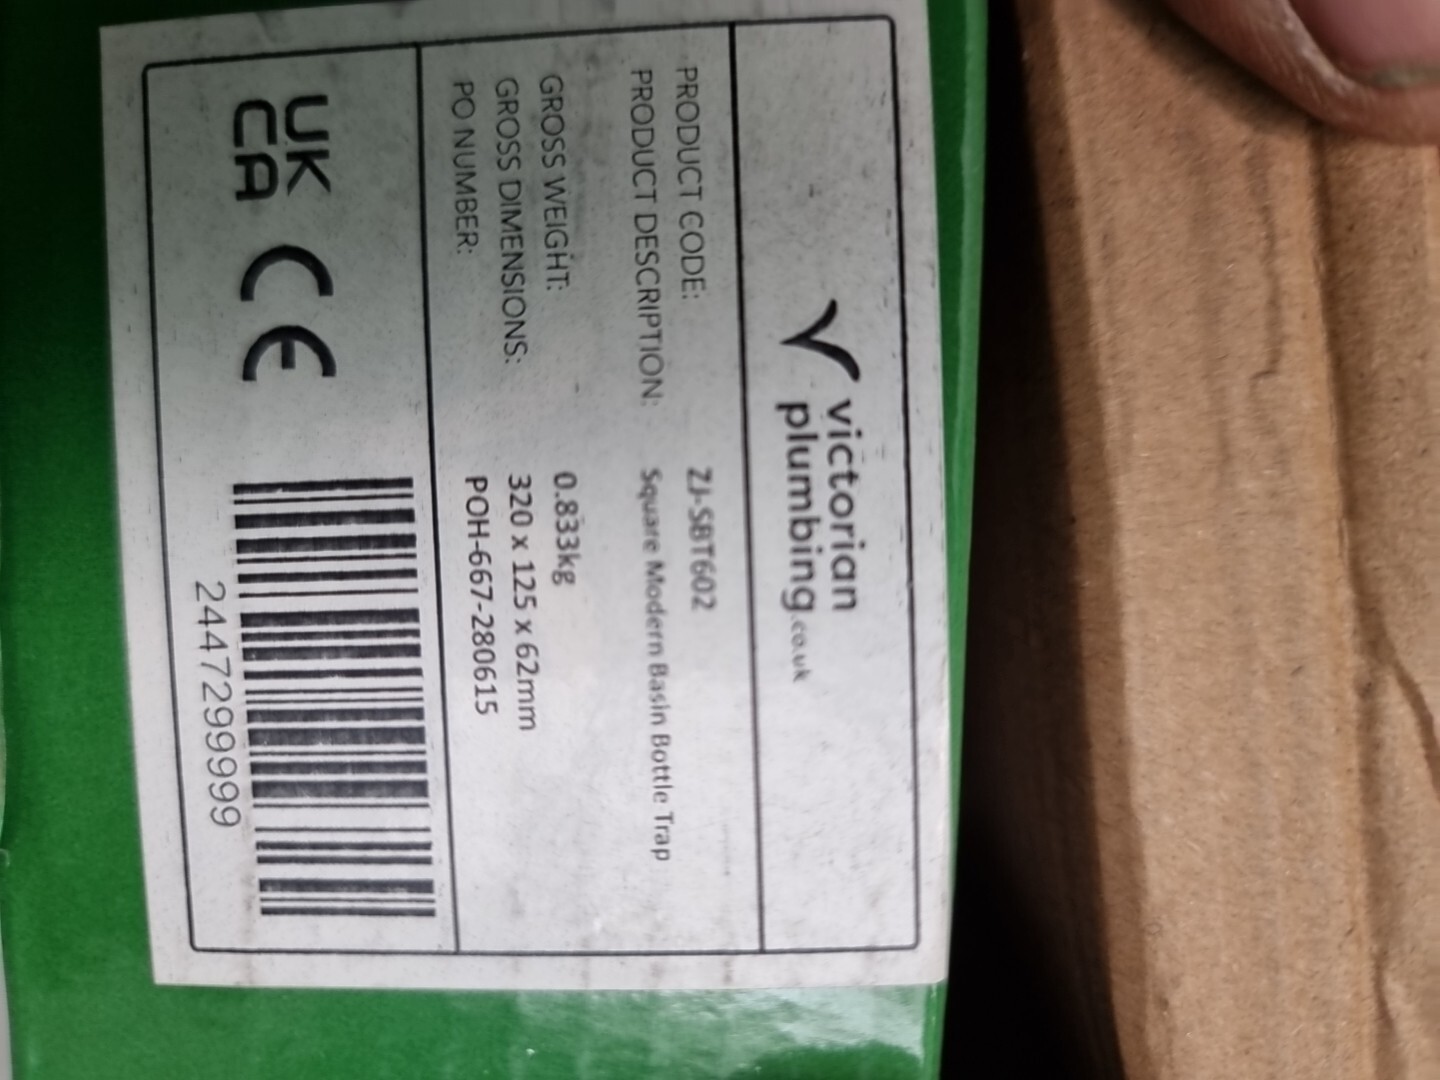 victorian
plumbing.co.uk
PRODUCT CODE: ZJ-SBT602
PRODUCT DESCRIPTION: Square Modern Basin Bottle Trap
GROSS WEIGHT: 0.833kg
GROSS DIMENSIONS: 320 x 125 x 62mm
PO NUMBER: POH-667-280615
UK
CA
CE
244729999999